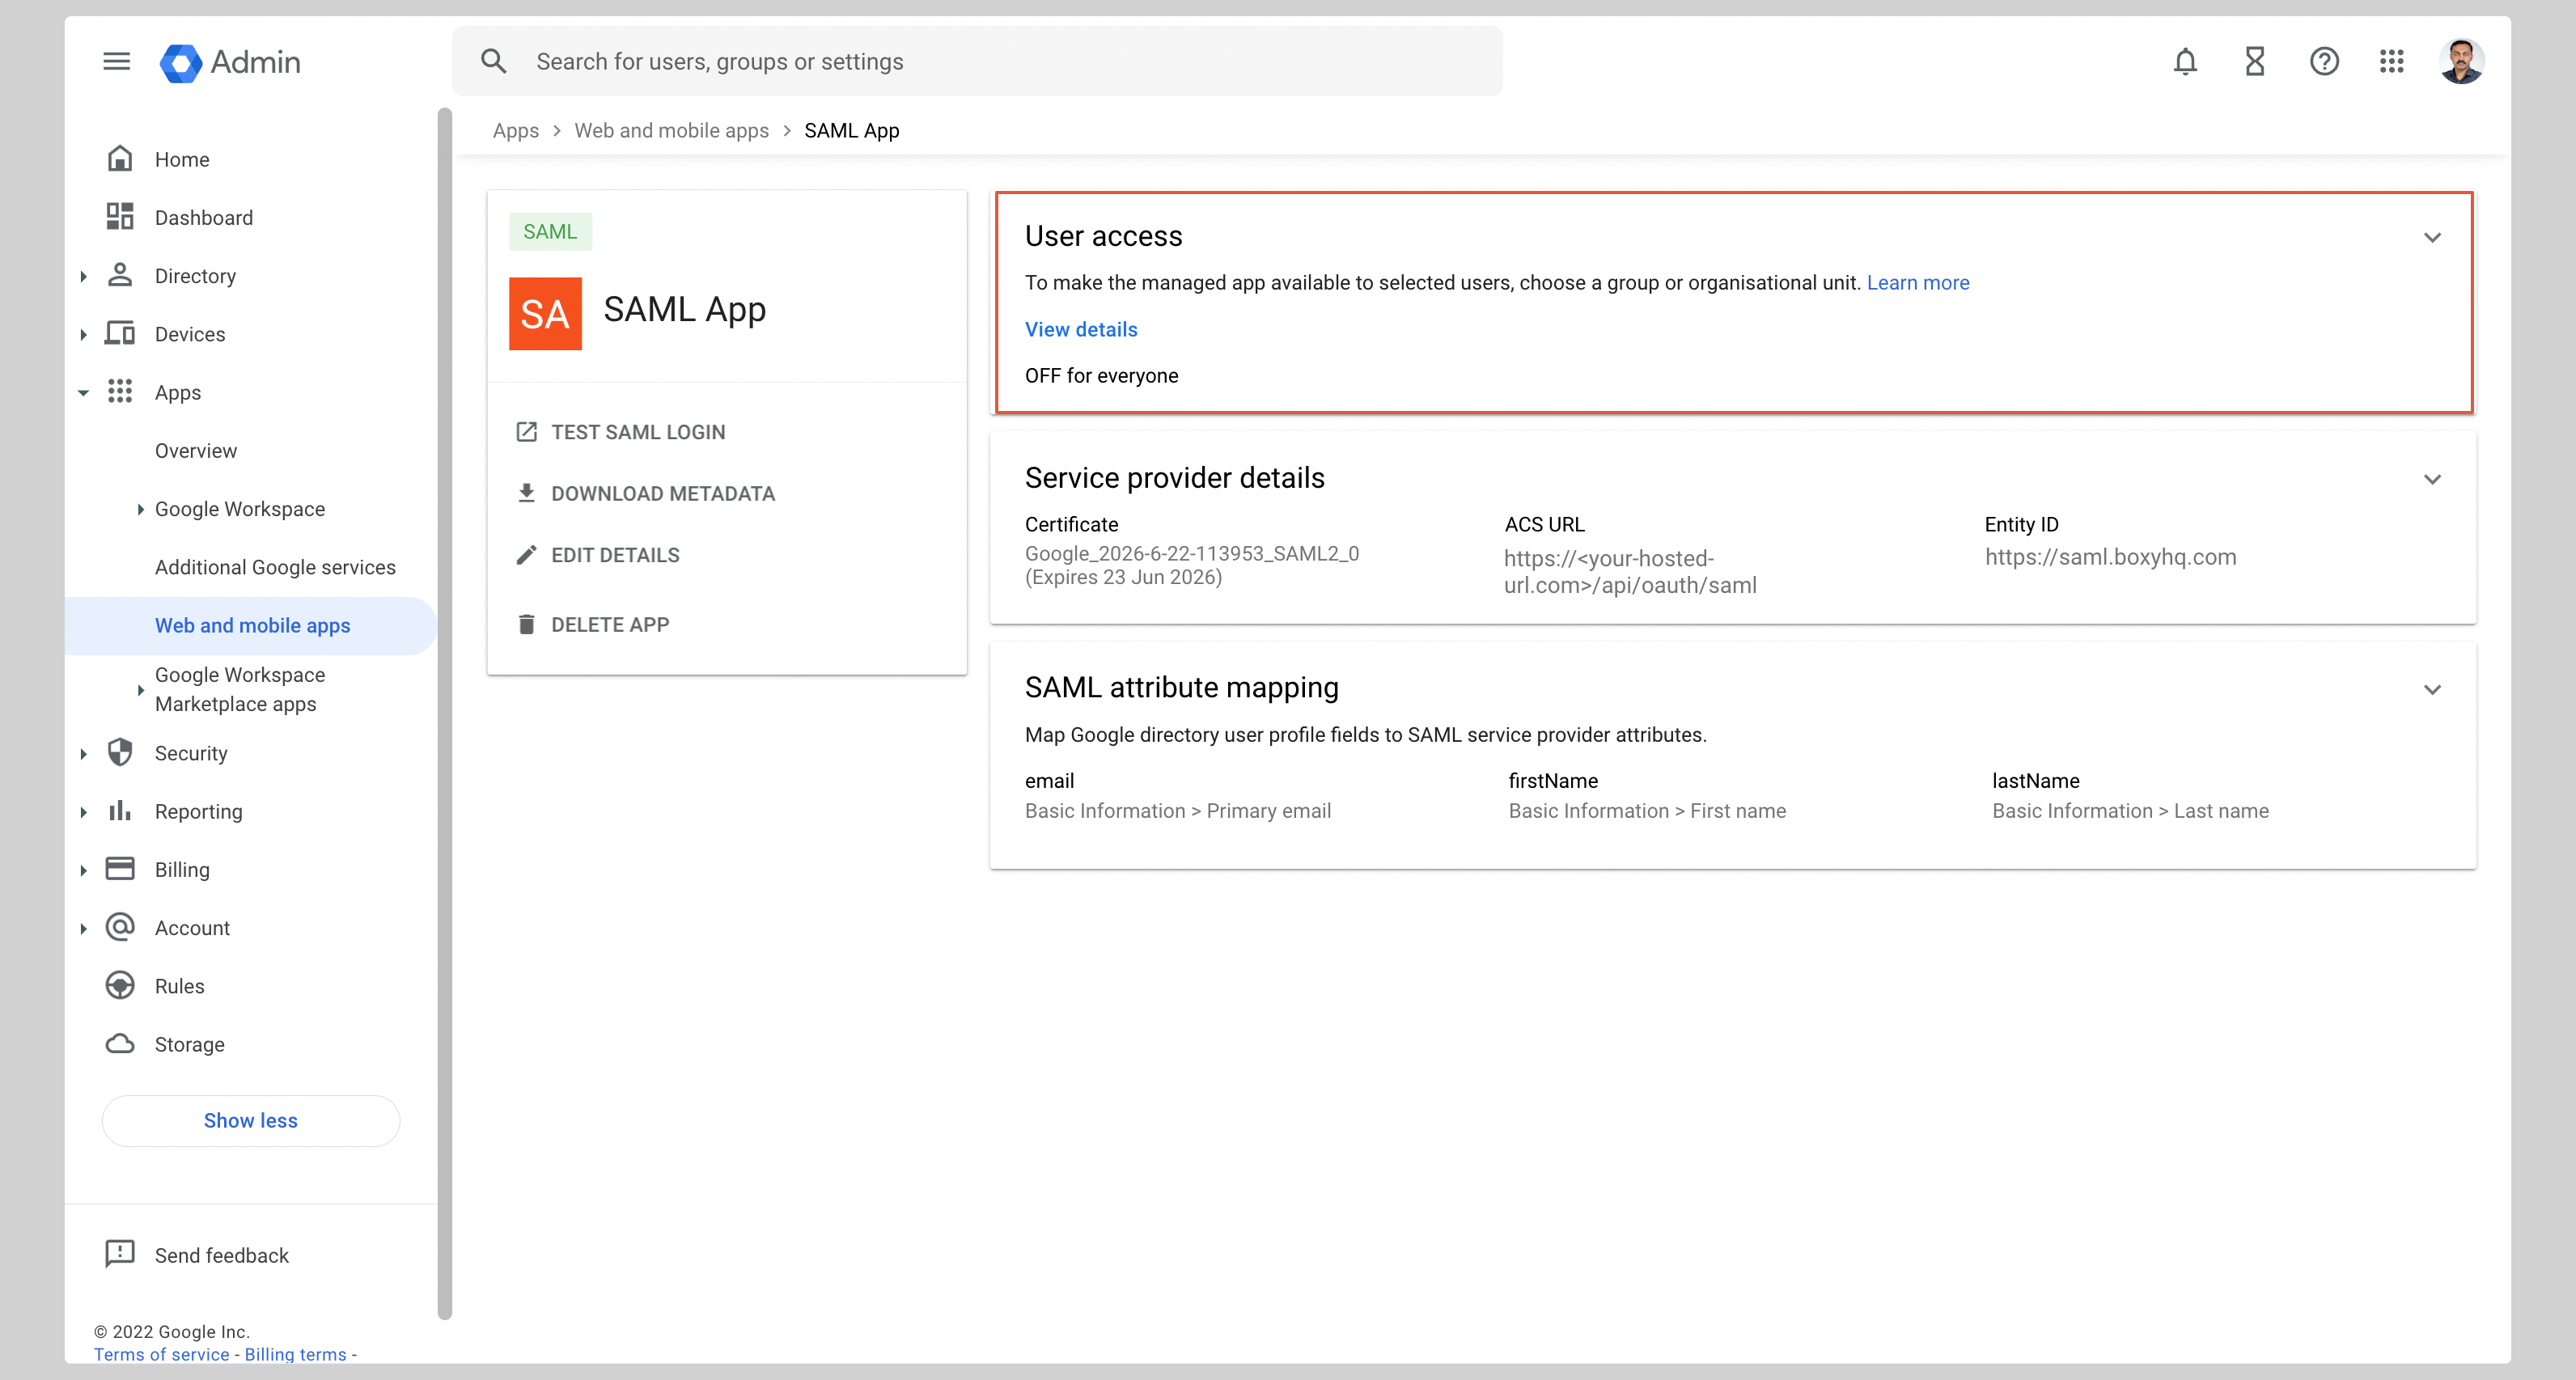 Admin
Search for users, groups or settings
Apps > Web and mobile apps > SAML App
Home
Dashboard
Directory
Devices
Apps
Overview
Google Workspace
Additional Google services
Web and mobile apps
Google Workspace
Marketplace apps
Security
Reporting
Billing
Account
Rules
Storage
Show less
Send feedback
© 2022 Google Inc.
Terms of service - Billing terms -
SAML
SA
SAML App
TEST SAML LOGIN
DOWNLOAD METADATA
EDIT DETAILS
DELETE APP
User access
To make the managed app available to selected users, choose a group or organisational unit. Learn more
View details
OFF for everyone
Service provider details
Certificate
Google_2026-6-22-113953_SAML2_0
(Expires 23 Jun 2026)
ACS URL
https://<your-hosted-
url.com>/api/oauth/saml
Entity ID
https://saml.boxyhq.com
SAML attribute mapping
Map Google directory user profile fields to SAML service provider attributes.
email
Basic Information > Primary email
firstName
Basic Information > First name
lastName
Basic Information > Last name